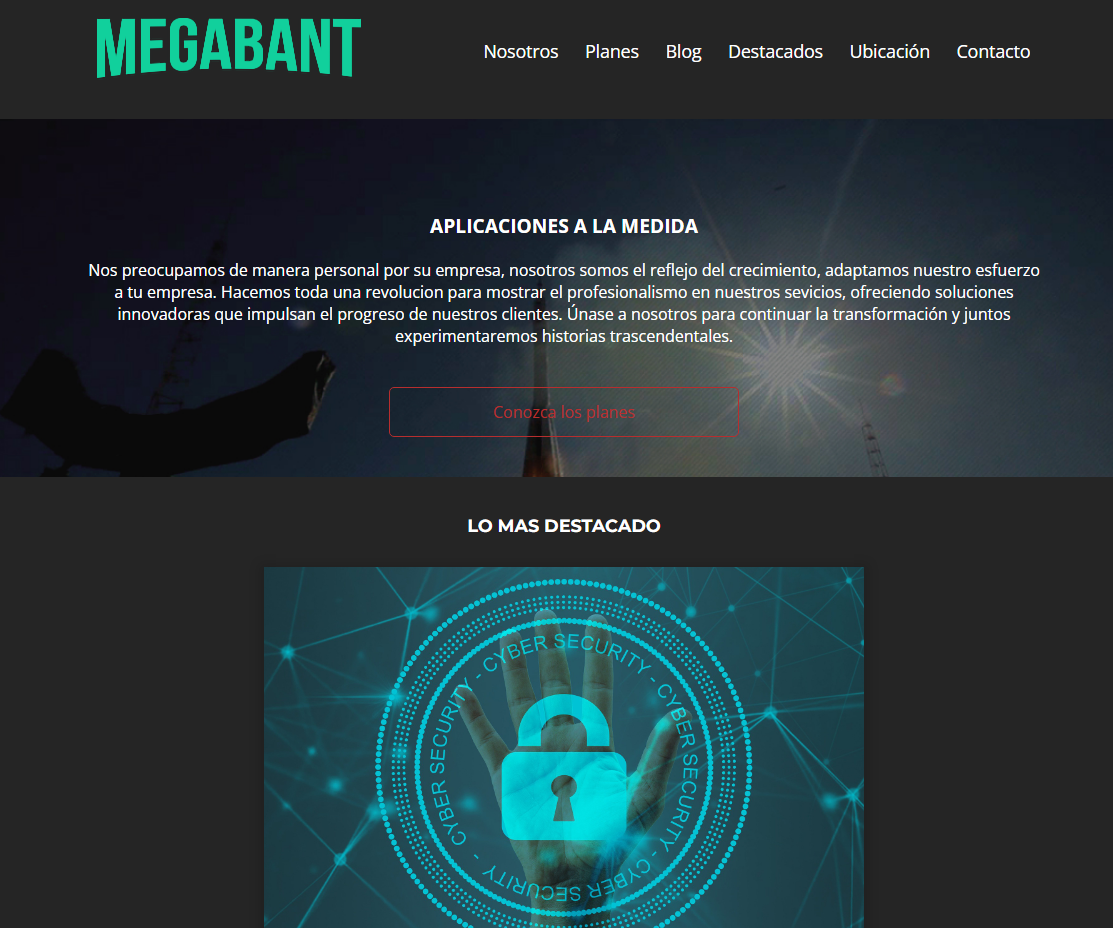 MEGABANT
Nosotros Planes Blog Destacados Ubicación Contacto
APLICACIONES A LA MEDIDA
Nos preocupamos de manera personal por su empresa, nosotros somos el reflejo del crecimiento, adaptamos nuestro esfuerzo
a tu empresa. Hacemos toda una revolucion para mostrar el profesionalismo en nuestros sevicios, ofreciendo soluciones
innovadoras que impulsan el progreso de nuestros clientes. Únase a nosotros para continuar la transformación y juntos
experimentaremos historias trascendentales.
Conozca los planes
LO MAS DESTACADO
CYBER SECURITY - CYBER SECURITY - CYBER SECURITY - CYBER SECURITY -